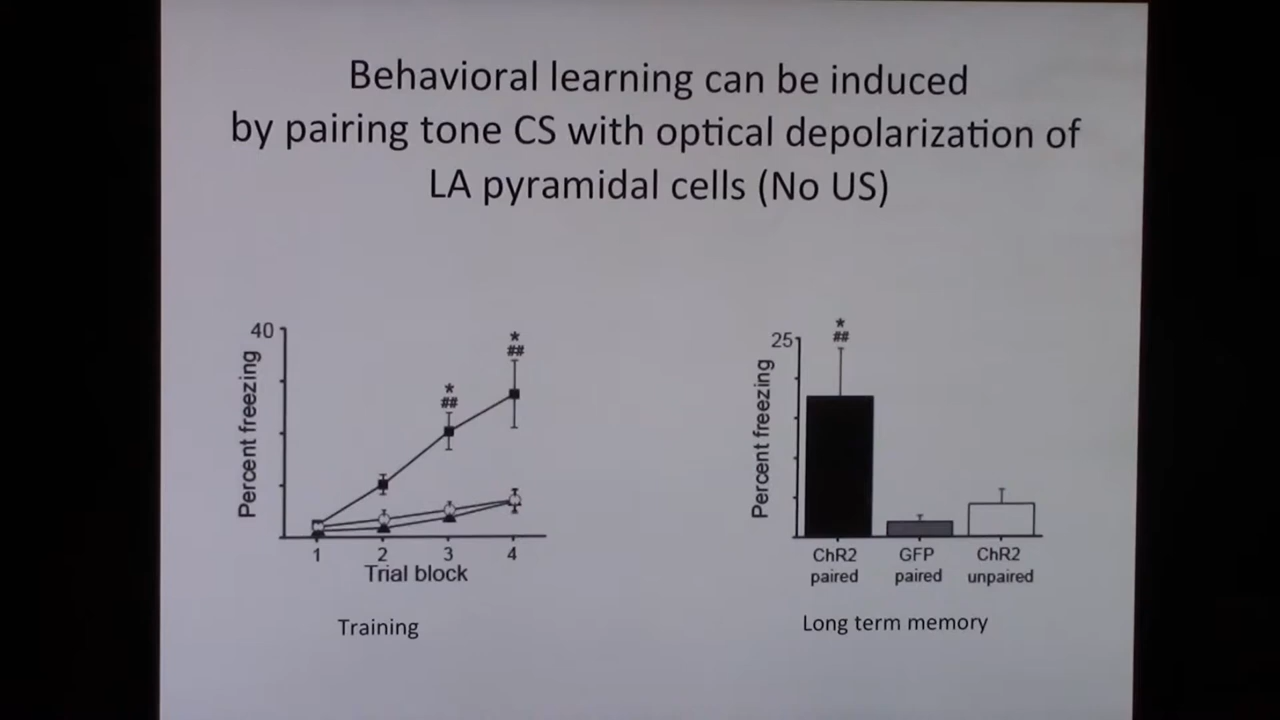 Behavioral learning can be induced
by pairing tone CS with optical depolarization of
LA pyramidal cells (No US)
40
Percent freezing
*
##
*
##
1 2 3 4
Trial block
Training
25
Percent freezing
*
##
ChR2 paired
GFP paired
ChR2 unpaired
Long term memory